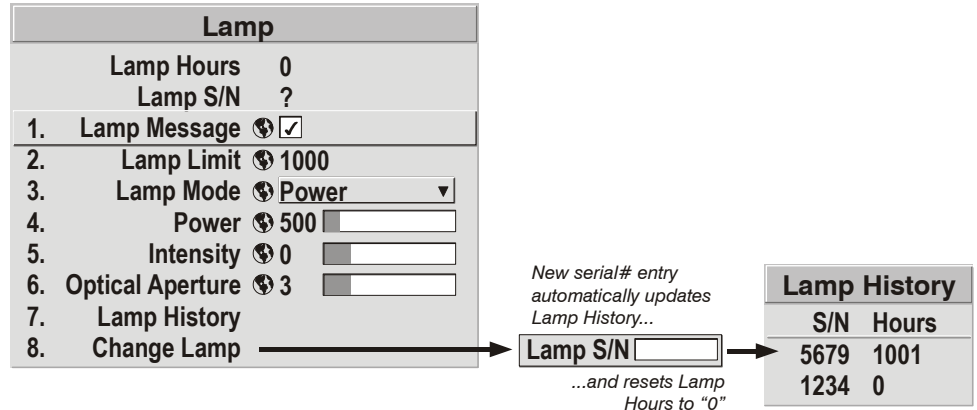 Lamp
Lamp Hours 0
Lamp S/N ?
1. Lamp Message ✓
2. Lamp Limit 1000
3. Lamp Mode Power ▼
4. Power 500
5. Intensity 0
6. Optical Aperture 3
7. Lamp History
8. Change Lamp
New serial# entry
automatically updates
Lamp History...
Lamp S/N
...and resets Lamp
Hours to “0”
Lamp History
S/N Hours
5679 1001
1234 0